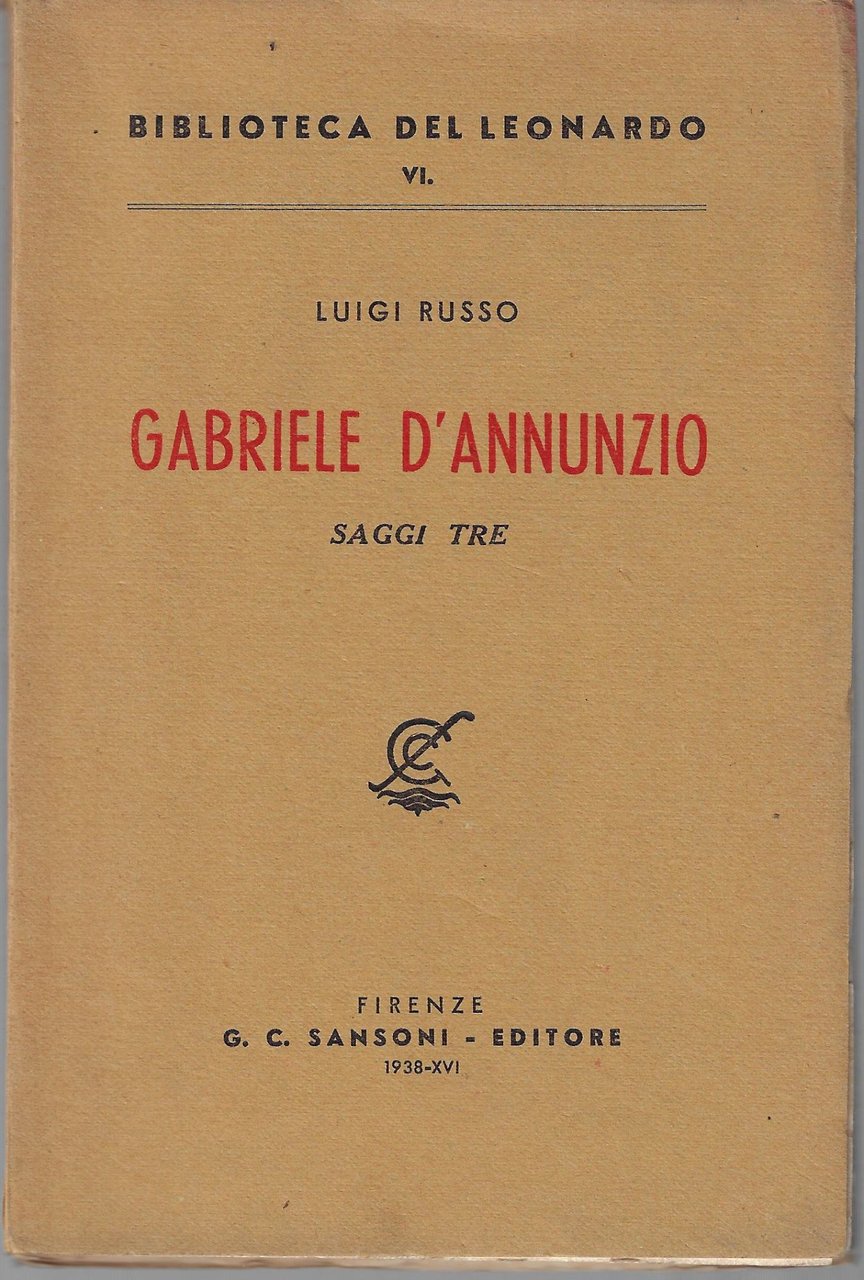 BIBLIOTECA DEL LEONARDO
VI.
LUIGI RUSSO
GABRIELE D'ANNUNZIO
SAGGI TRE
FIRENZE
G. C. SANSONI - EDITORE
1938-XVI